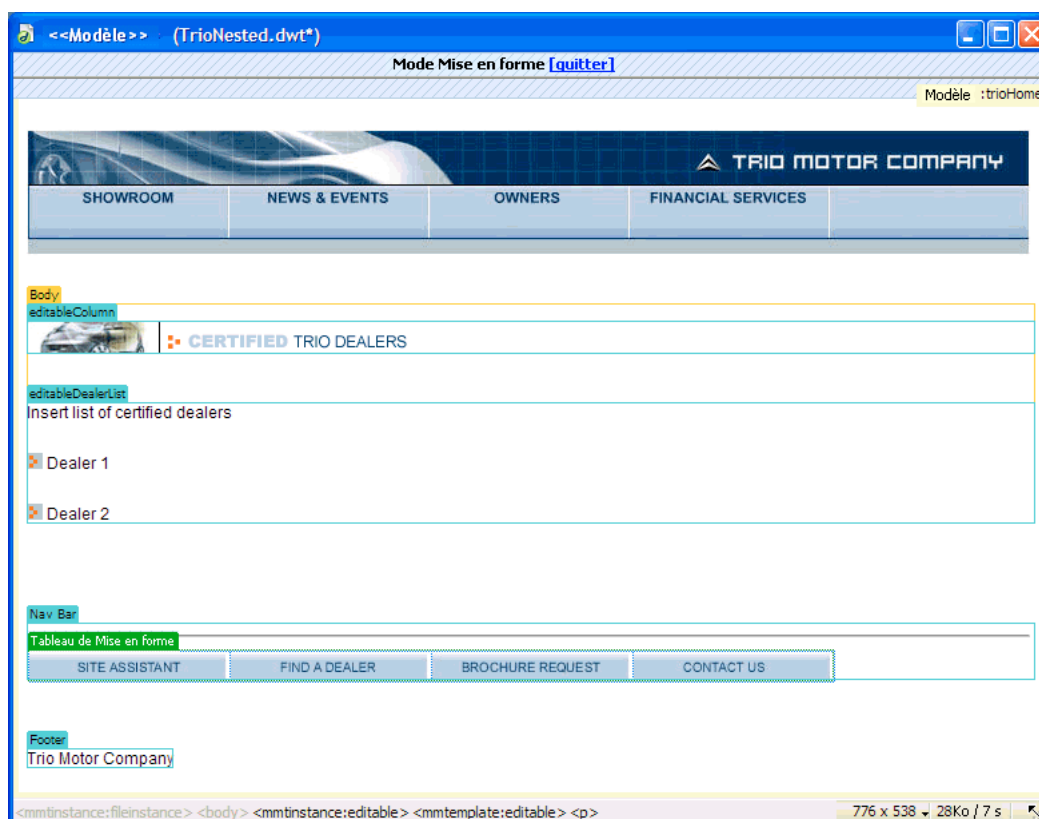 <<Modèle>> (TrioNested.dwt*)
Mode Mise en forme [quitter]
Modèle :trioHome
TRIO MOTOR COMPANY
SHOWROOM NEWS & EVENTS OWNERS FINANCIAL SERVICES
Body
editableColumn
CERTIFIED TRIO DEALERS
editableDealerList
Insert list of certified dealers
Dealer 1
Dealer 2
Nav Bar
Tableau de Mise en forme
SITE ASSISTANT FIND A DEALER BROCHURE REQUEST CONTACT US
Footer
Trio Motor Company
<mmtinstance:fileinstance> <body> <mmtinstance:editable> <mmtemplate:editable> <p> 776 x 538 28Ko / 7 s